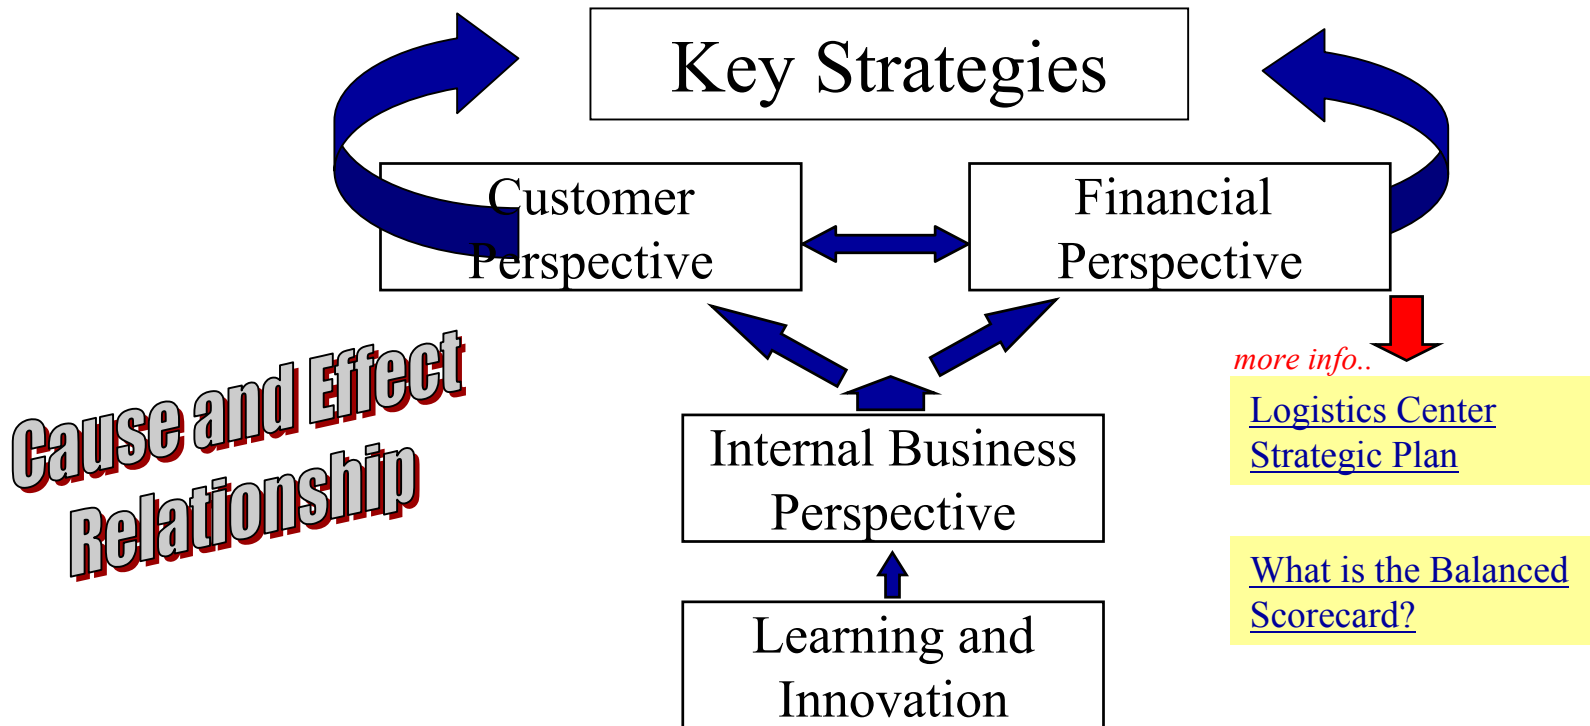 Key Strategies
Customer
Perspective
Financial
Perspective
Cause and Effect
Relationship
more info..
Logistics Center
Strategic Plan
Internal Business
Perspective
What is the Balanced
Scorecard?
Learning and
Innovation